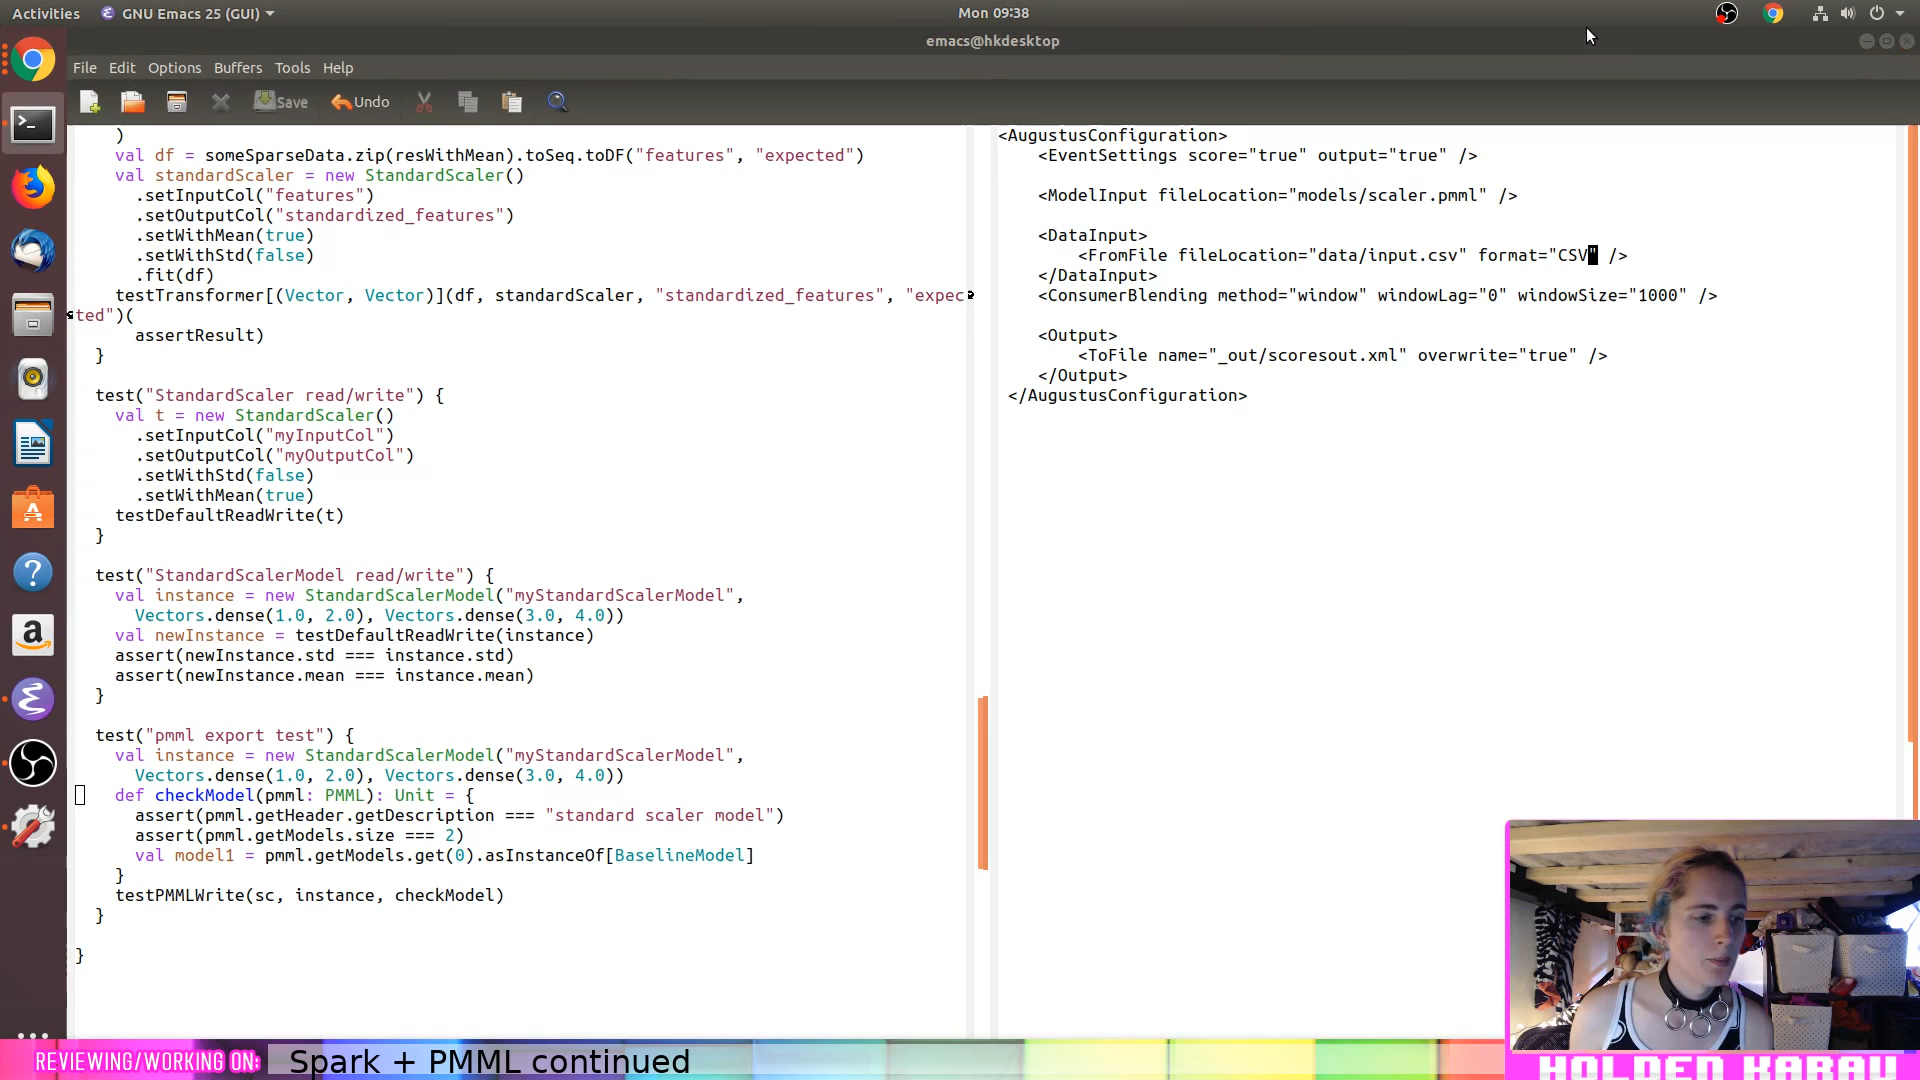 Activities
GNU Emacs 25 (GUI)
Mon 09:38
emacs@hkdesktop
File Edit Options Buffers Tools Help
Save
Undo
)
val df = someSparseData.zip(resWithMean).toSeq.toDF("features", "expected")
val standardScaler = new StandardScaler()
.setInputCol("features")
.setOutputCol("standardized_features")
.setWithMean(true)
.setWithStd(false)
.fit(df)
testTransformer[(Vector, Vector)](df, standardScaler, "standardized_features", "expec
ted")(
assertResult)
}
test("StandardScaler read/write") {
val t = new StandardScaler()
.setInputCol("myInputCol")
.setOutputCol("myOutputCol")
.setWithStd(false)
.setWithMean(true)
testDefaultReadWrite(t)
}
test("StandardScalerModel read/write") {
val instance = new StandardScalerModel("myStandardScalerModel",
Vectors.dense(1.0, 2.0), Vectors.dense(3.0, 4.0))
val newInstance = testDefaultReadWrite(instance)
assert(newInstance.std === instance.std)
assert(newInstance.mean === instance.mean)
}
test("pmml export test") {
val instance = new StandardScalerModel("myStandardScalerModel",
Vectors.dense(1.0, 2.0), Vectors.dense(3.0, 4.0))
def checkModel(pmml: PMML): Unit = {
assert(pmml.getHeader.getDescription === "standard scaler model")
assert(pmml.getModels.size === 2)
val model1 = pmml.getModels.get(0).asInstanceOf[BaselineModel]
}
testPMMLWrite(sc, instance, checkModel)
}
}
<AugustusConfiguration>
<EventSettings score="true" output="true" />
<ModelInput fileLocation="models/scaler.pmml" />
<DataInput>
<FromFile fileLocation="data/input.csv" format="CSV" />
</DataInput>
<ConsumerBlending method="window" windowLag="0" windowSize="1000" />
<Output>
<ToFile name="_out/scoresout.xml" overwrite="true" />
</Output>
</AugustusConfiguration>
REVIEWING/WORKING ON:
Spark + PMML continued
HOLDEN KARAU